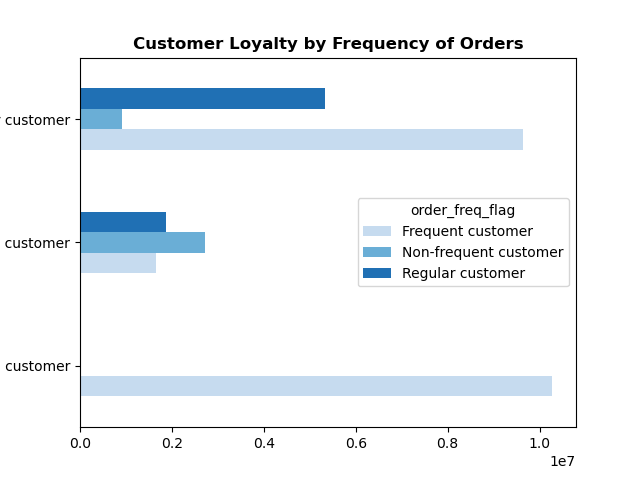 Customer Loyalty by Frequency of Orders
customer
customer
customer
order_freq_flag
Frequent customer
Non-frequent customer
Regular customer
0.0 0.2 0.4 0.6 0.8 1.0
1e7